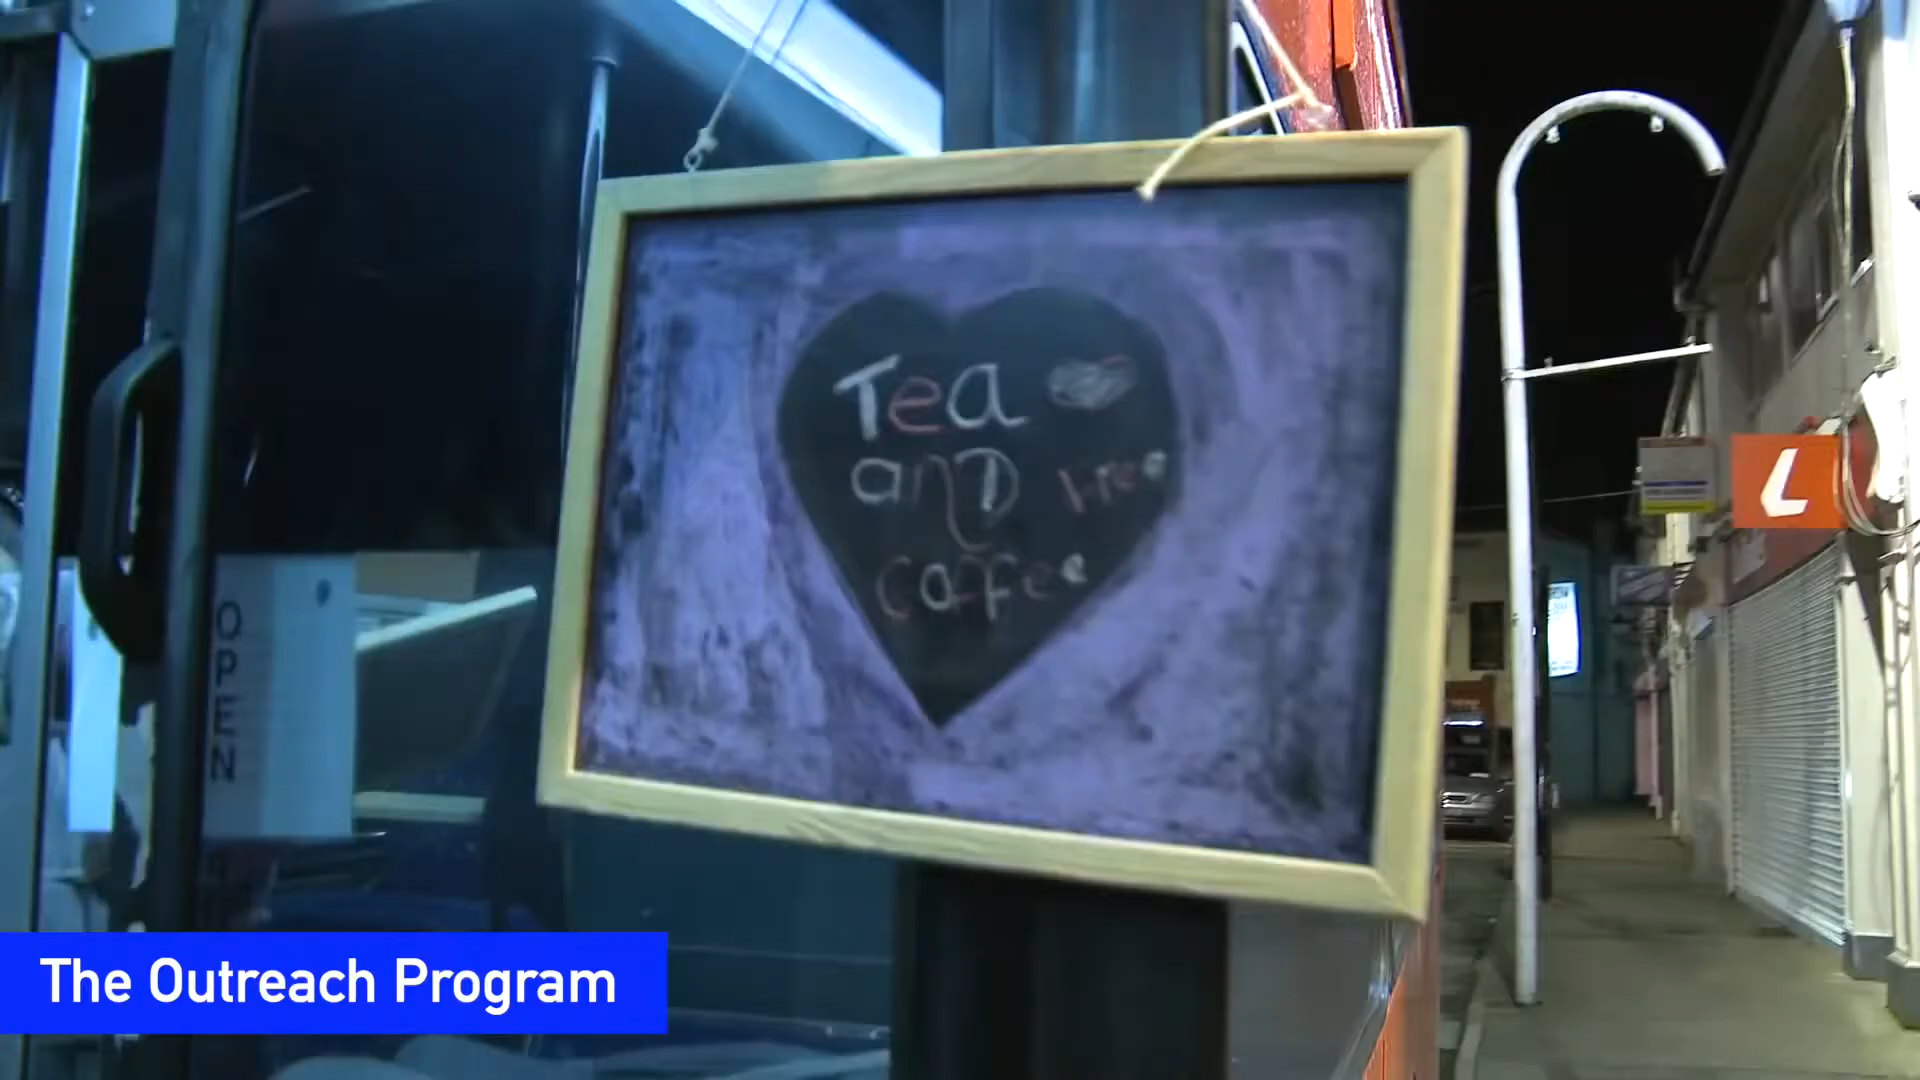 Tea
and Free
coffee
OPEN
L
The Outreach Program